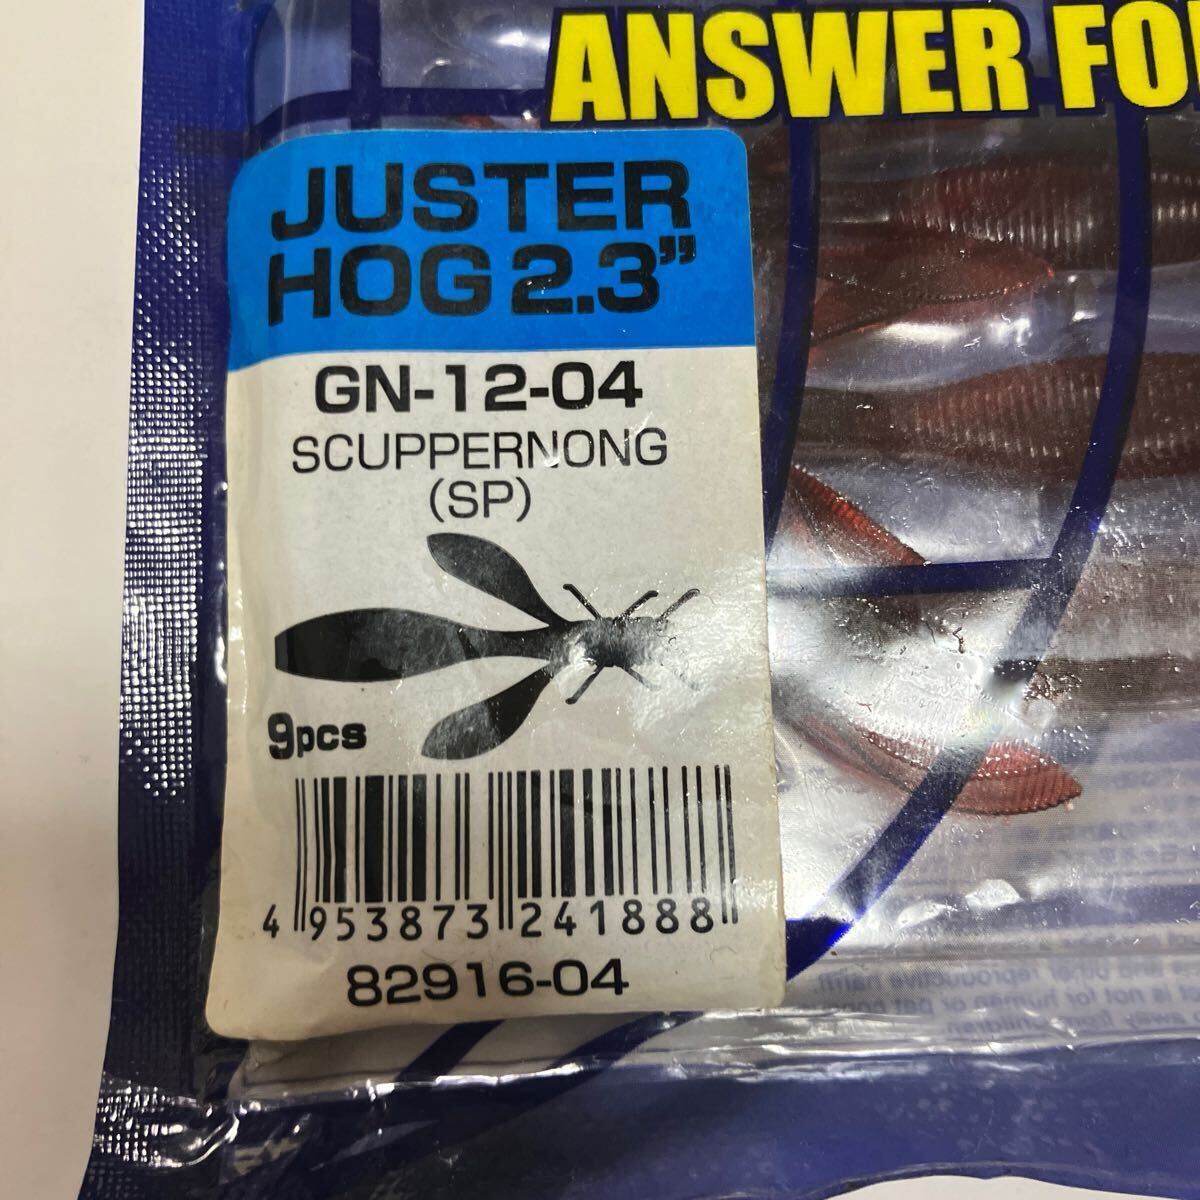 ANSWER FO
JUSTER
HOG 2.3"
GN-12-04
SCUPPERNONG
(SP)
9pcs
4 953873 241888
82916-04